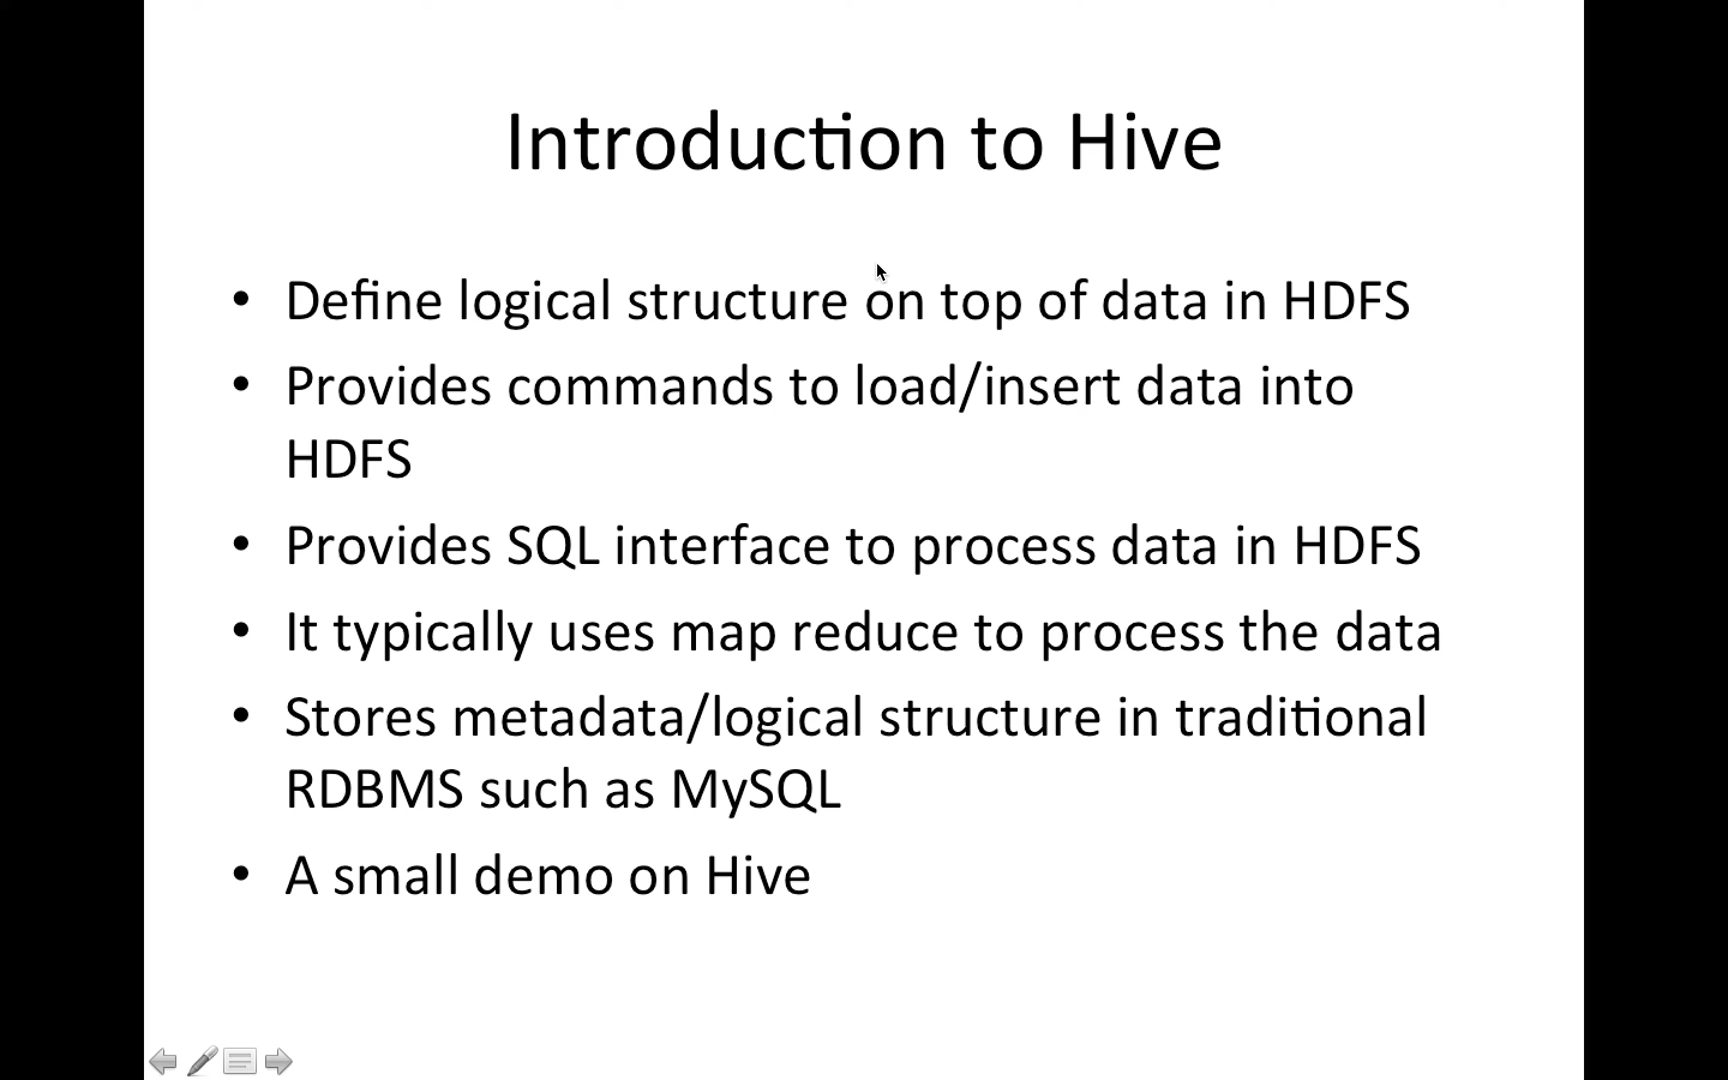 Introduction to Hive
• Define logical structure on top of data in HDFS
• Provides commands to load/insert data into
HDFS
• Provides SQL interface to process data in HDFS
• It typically uses map reduce to process the data
• Stores metadata/logical structure in traditional
RDBMS such as MySQL
• A small demo on Hive